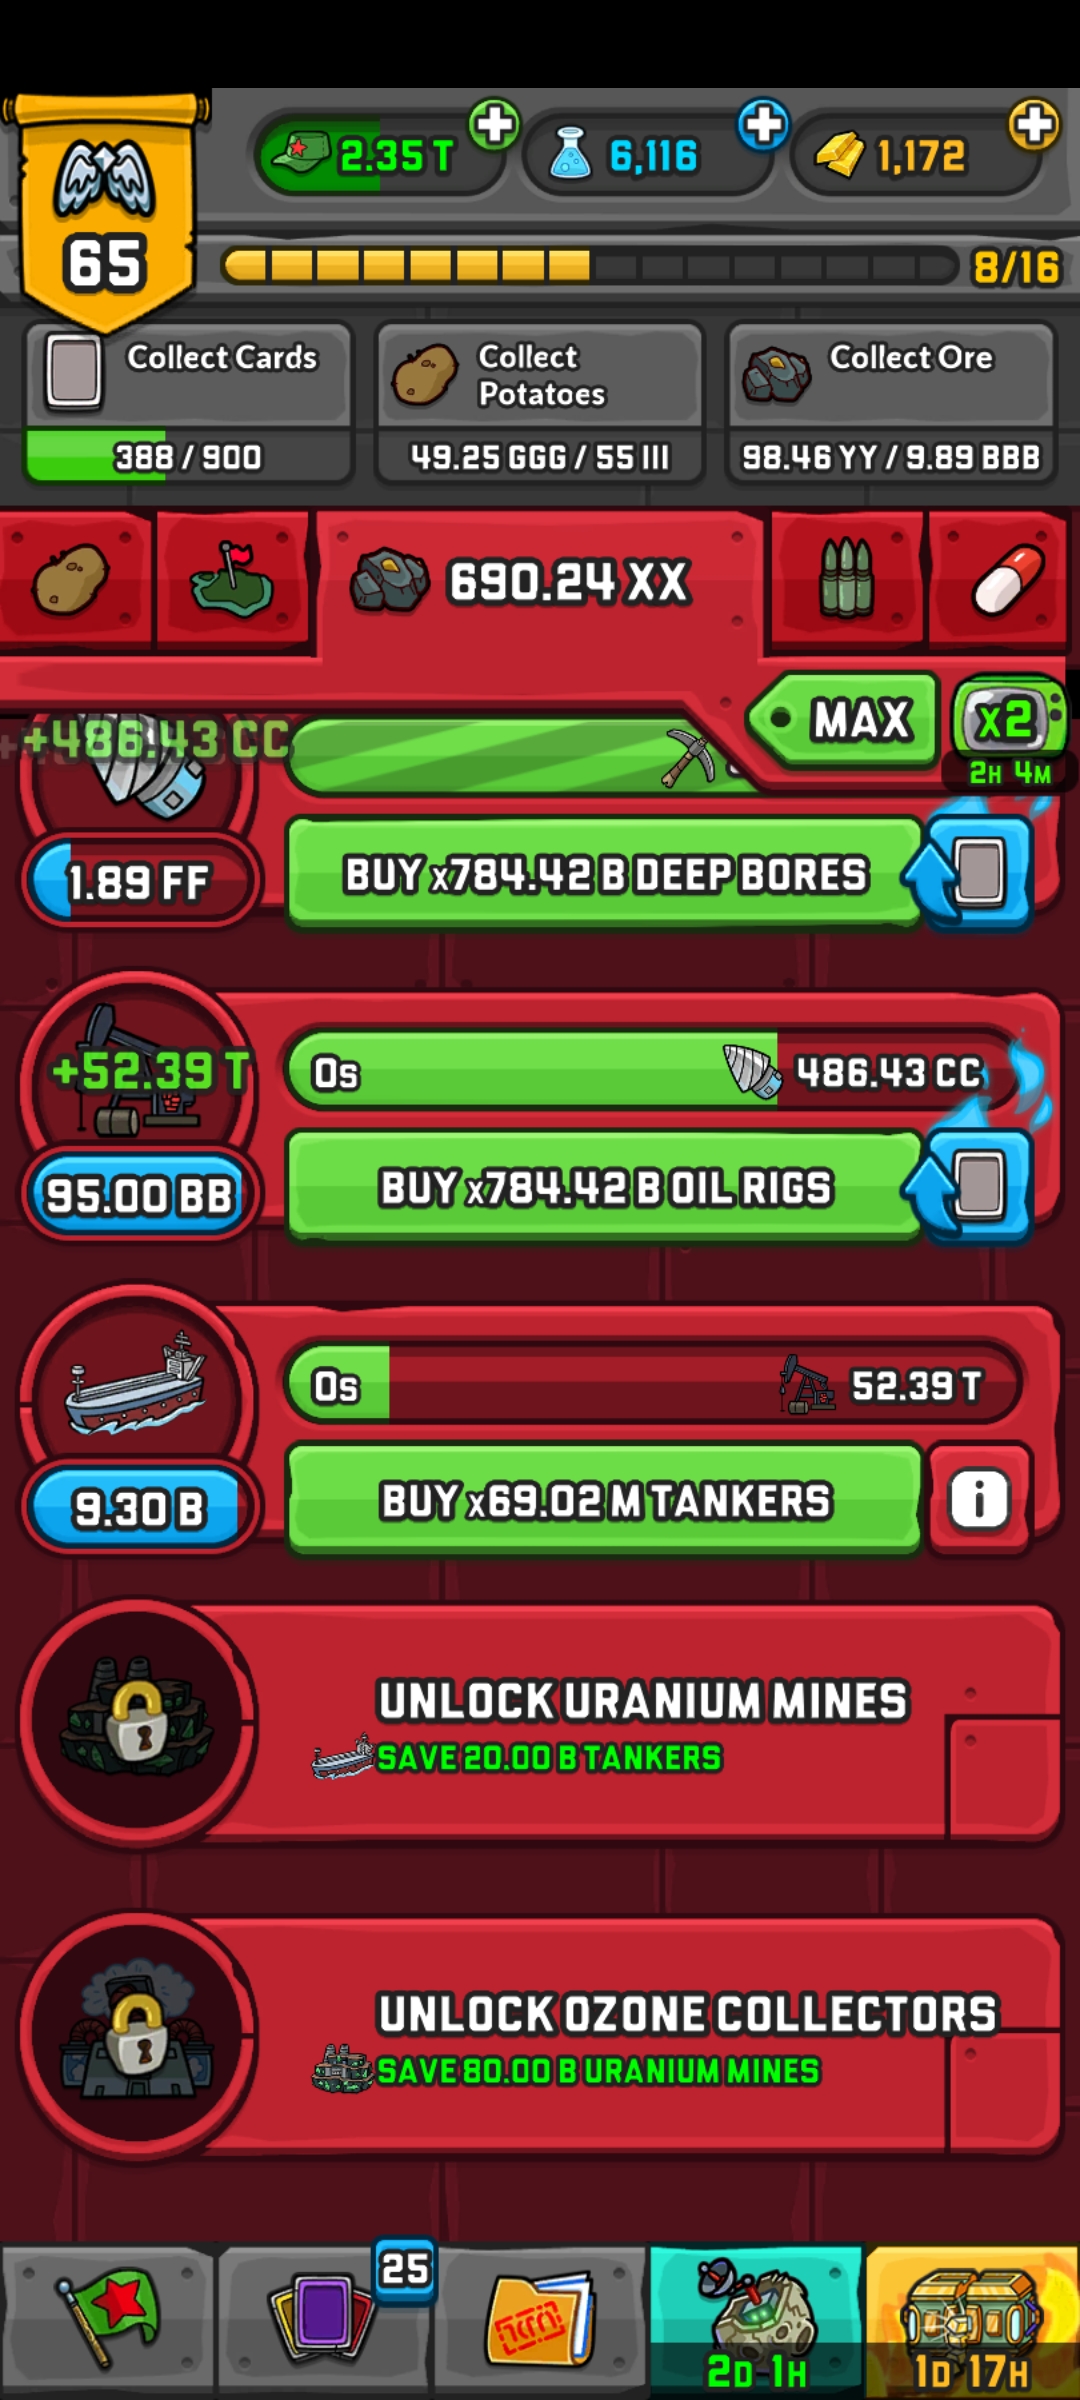 2.35 T
6,116
1,172
65
8/16
Collect Cards
388 / 900
Collect
Potatoes
49.25 GGG / 55 III
Collect Ore
98.46 YY / 9.89 BBB
690.24 XX
MAX
x2
2H 4M
+486.43 CC
1.89 FF
BUY x784.42 B DEEP BORES
+52.39 T
0s
486.43 CC
95.00 BB
BUY x784.42 B OIL RIGS
0s
52.39 T
9.30 B
BUY x69.02 M TANKERS
i
UNLOCK URANIUM MINES
SAVE 20.00 B TANKERS
UNLOCK OZONE COLLECTORS
SAVE 80.00 B URANIUM MINES
25
2D 1H
1D 17H